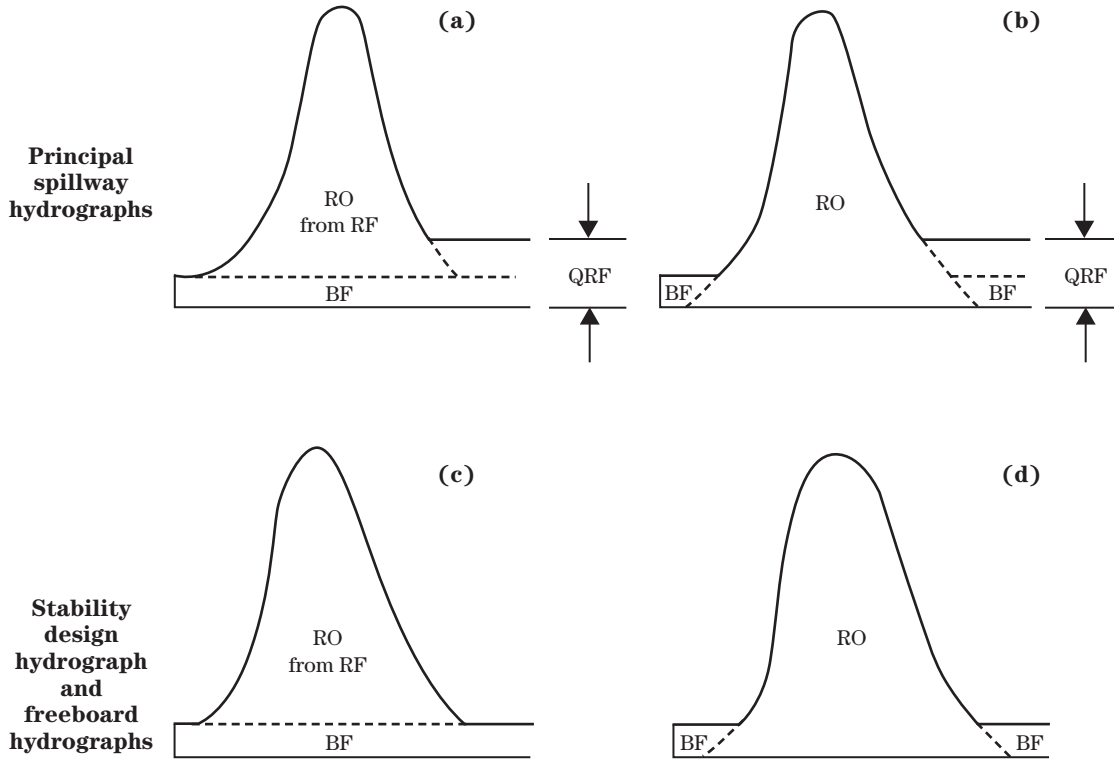 (a)
(b)
Principal
spillway
hydrographs
RO
from RF
BF
QRF
RO
BF
BF
QRF
(c)
(d)
Stability
design
hydrograph
and
freeboard
hydrographs
RO
from RF
BF
RO
BF
BF